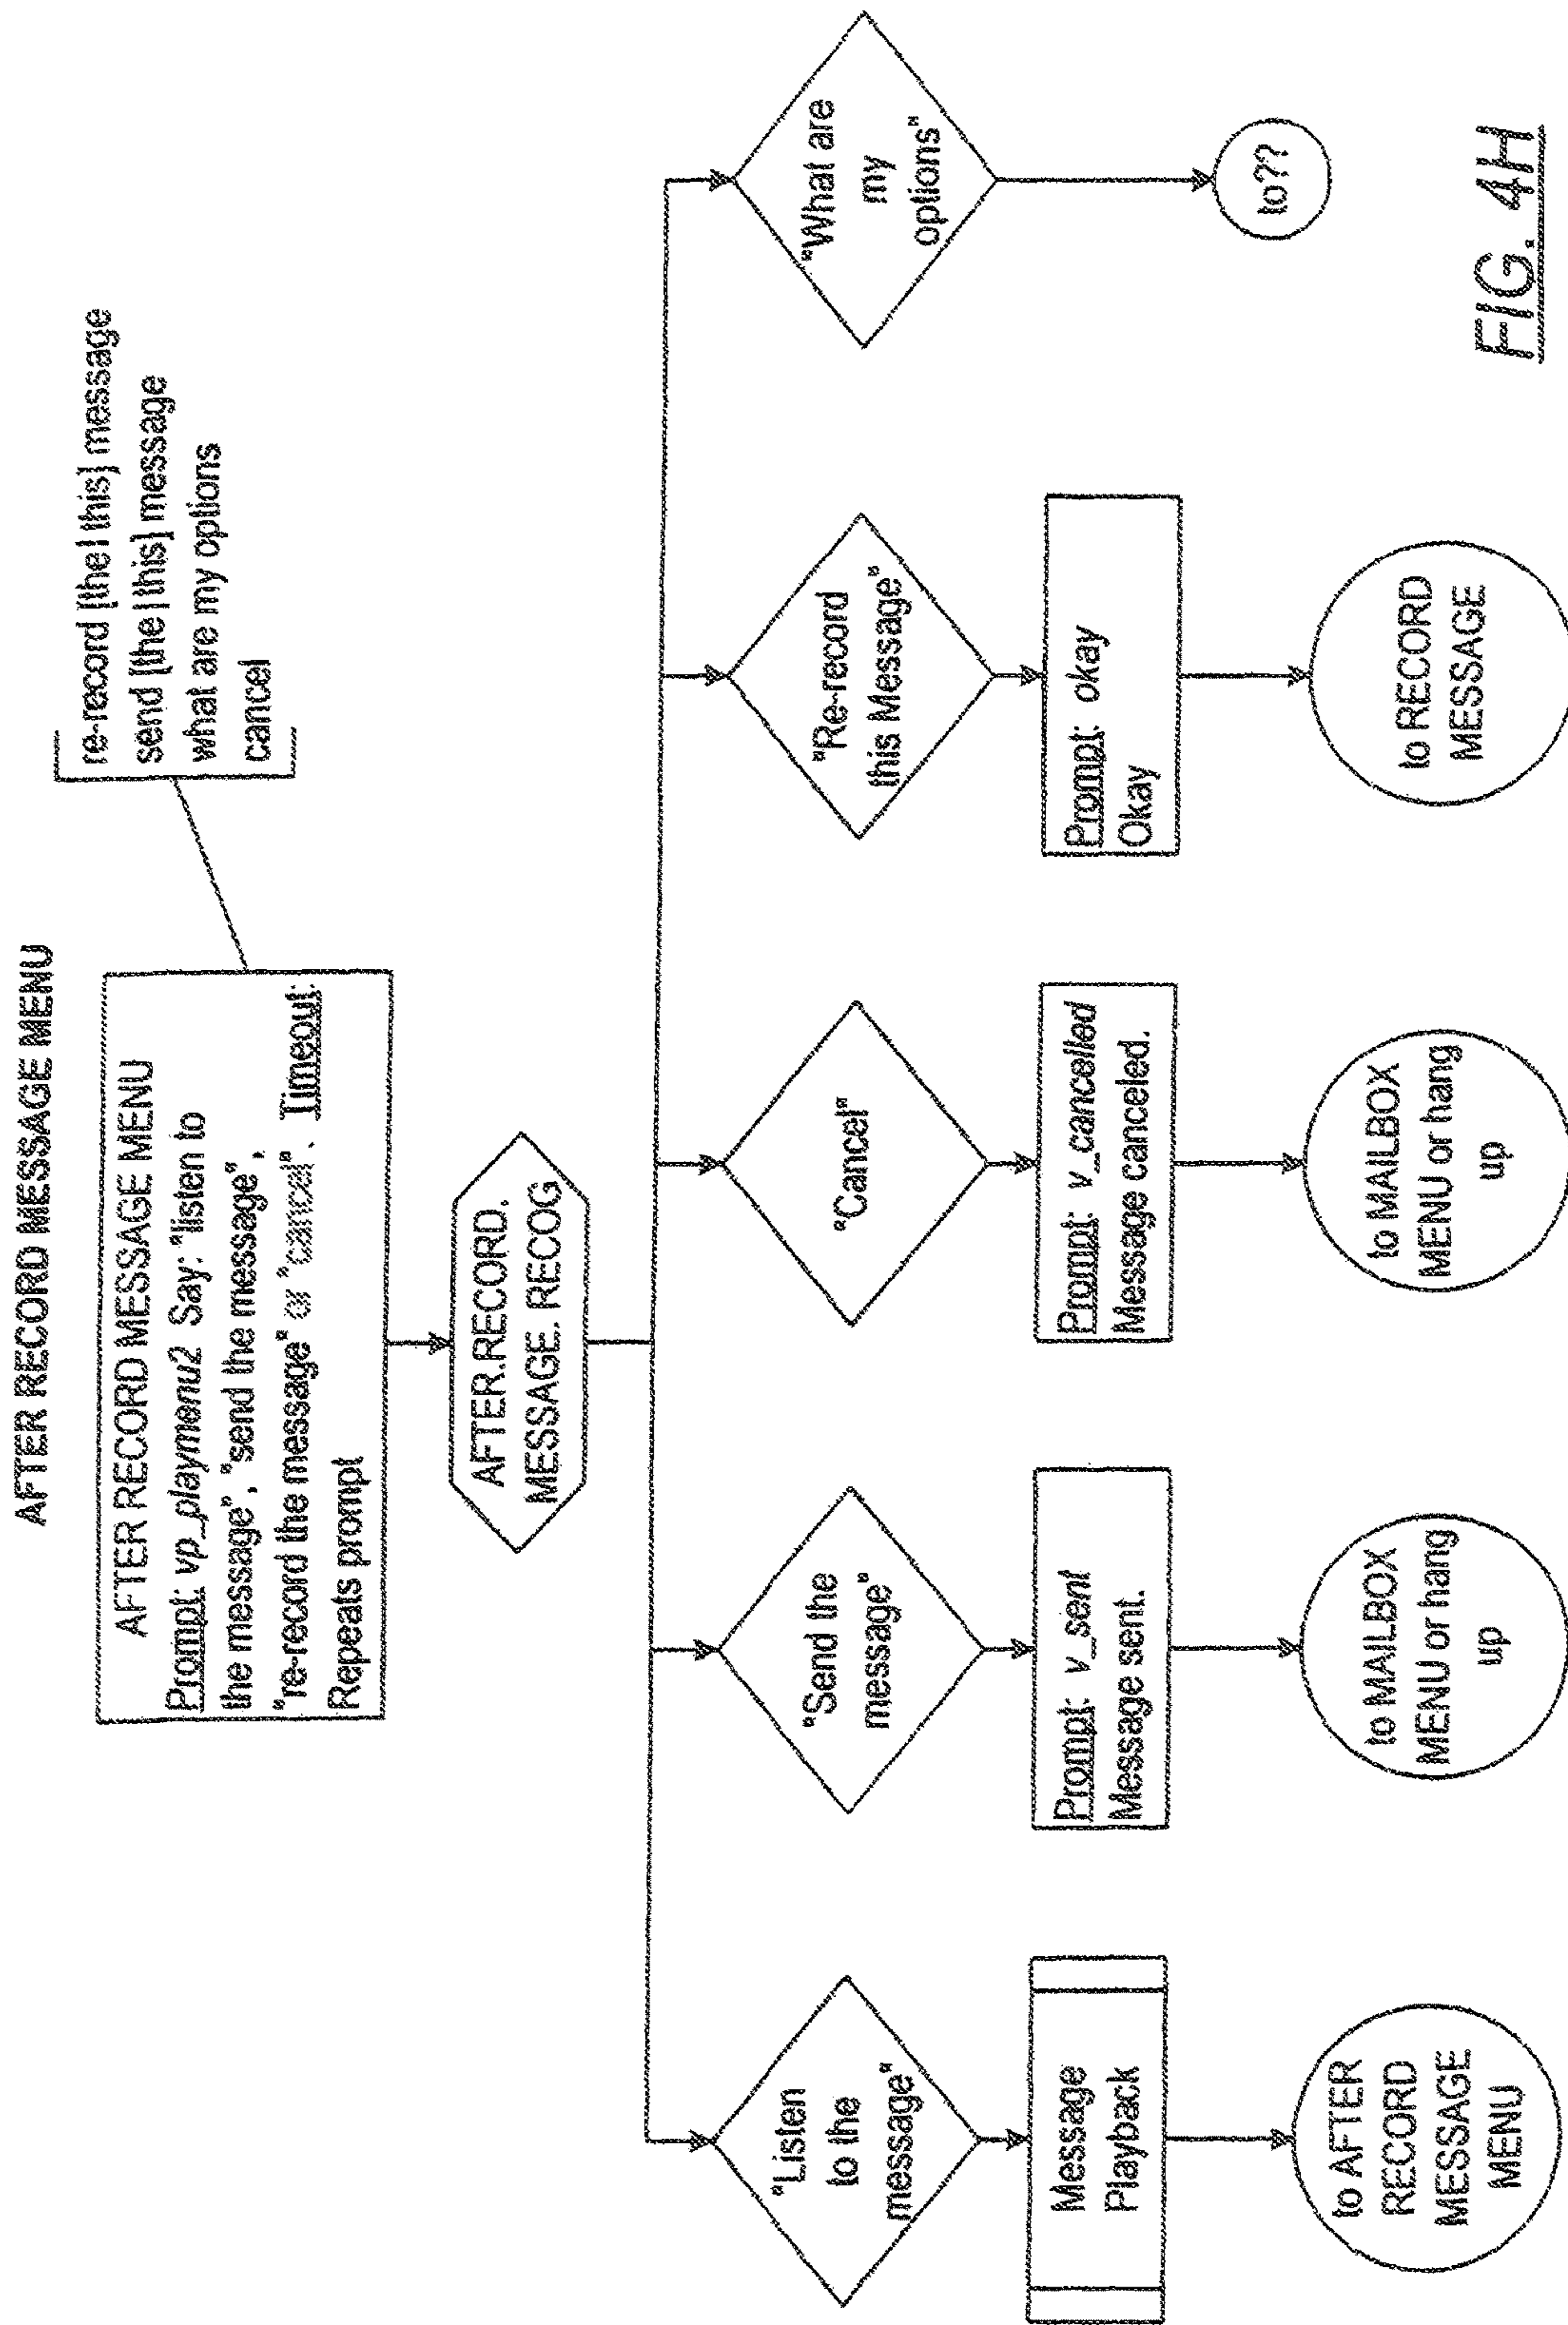 AFTER RECORD MESSAGE MENU
AFTER RECORD MESSAGE MENU
Prompt: vp_playmenu2 Say: "listen to
the message", "send the message",
"re-record the message" or "cancel". Timeout:
Repeats prompt
re-record [the | this] message
send [the | this] message
what are my options
cancel
AFTER.RECORD.
MESSAGE. RECOG
"Listen
to the
message"
"Send the
message"
"Cancel"
"Re-record
this Message"
"What are
my
options"
Message
Playback
Prompt: v_sent
Message sent.
Prompt: v_cancelled
Message canceled.
Prompt: okay
Okay
to AFTER
RECORD
MESSAGE
MENU
to MAILBOX
MENU or hang
up
to MAILBOX
MENU or hang
up
to RECORD
MESSAGE
to??
FIG. 4H